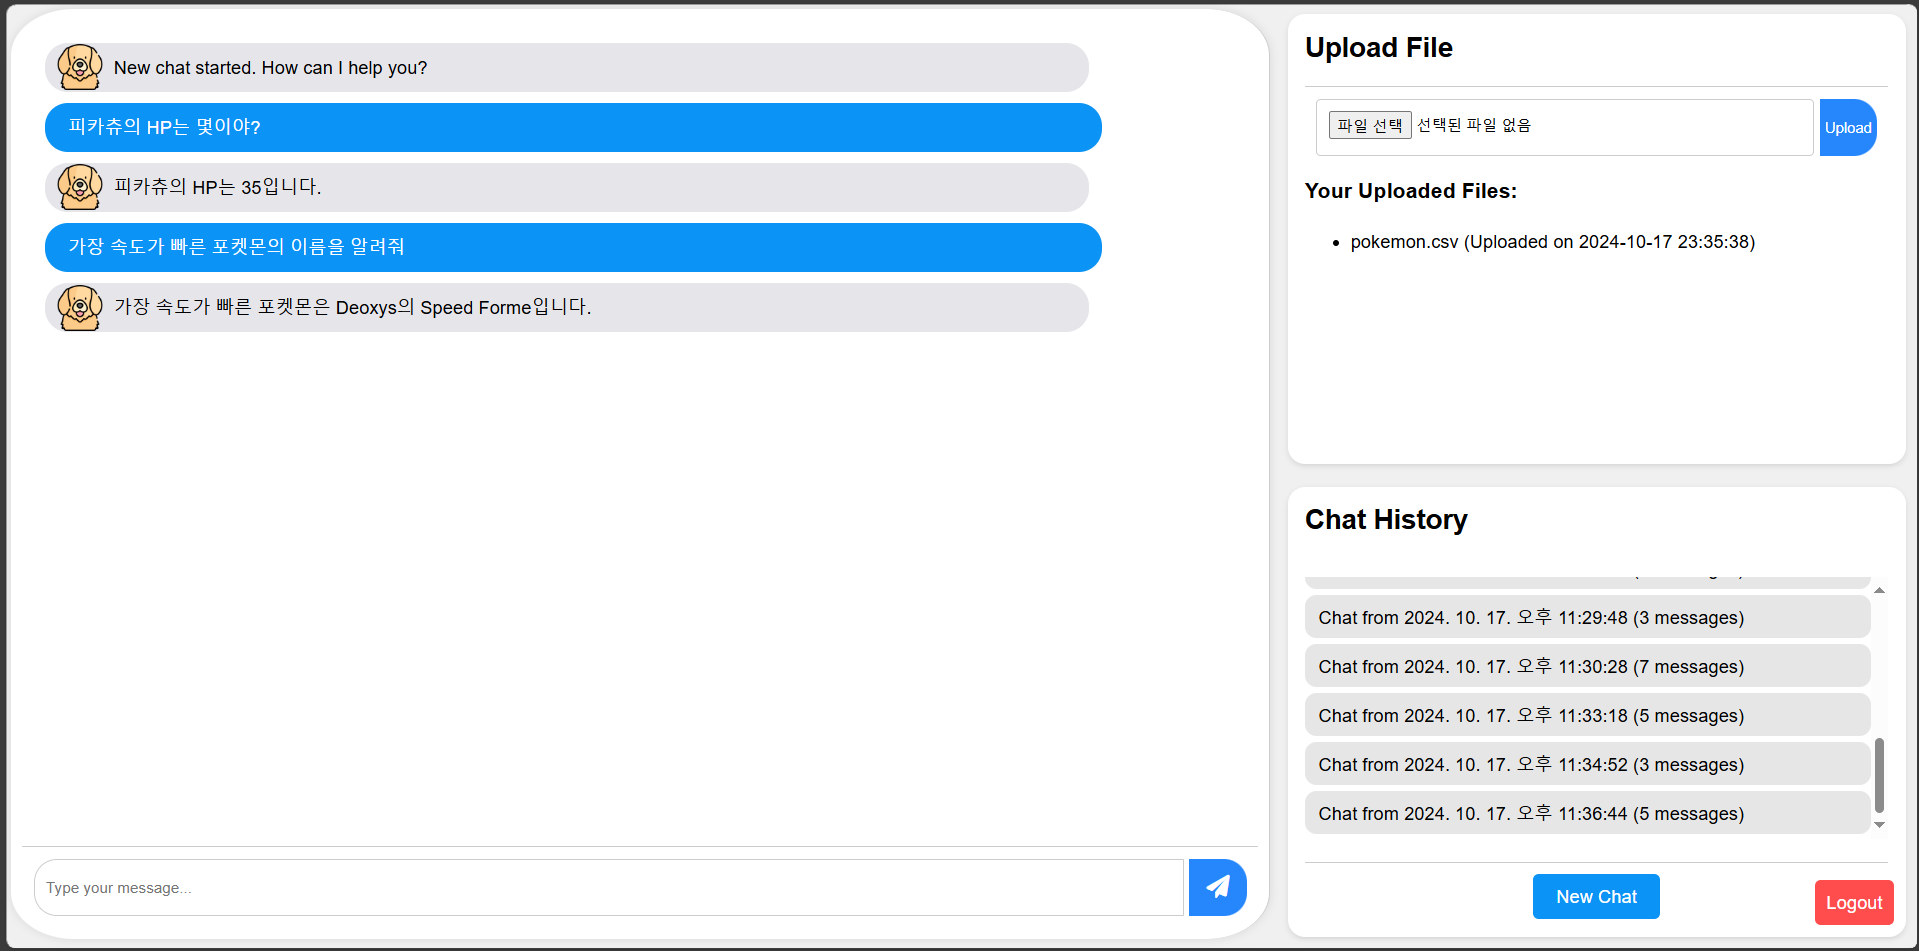 New chat started. How can I help you?
피카츄의 HP는 몇이야?
피카츄의 HP는 35입니다.
가장 속도가 빠른 포켓몬의 이름을 알려줘
가장 속도가 빠른 포켓몬은 Deoxys의 Speed Forme입니다.
Type your message...
Upload File
파일 선택 선택된 파일 없음
Upload
Your Uploaded Files:
• pokemon.csv (Uploaded on 2024-10-17 23:35:38)
Chat History
Chat from 2024. 10. 17. 오후 11:29:48 (3 messages)
Chat from 2024. 10. 17. 오후 11:30:28 (7 messages)
Chat from 2024. 10. 17. 오후 11:33:18 (5 messages)
Chat from 2024. 10. 17. 오후 11:34:52 (3 messages)
Chat from 2024. 10. 17. 오후 11:36:44 (5 messages)
New Chat
Logout